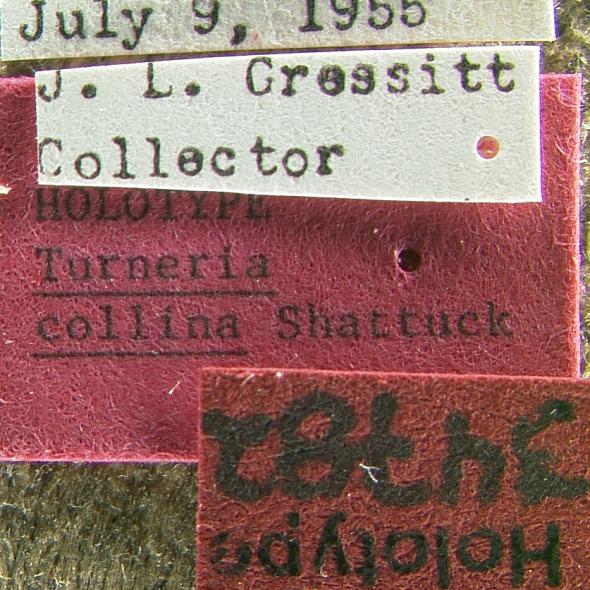 July 9, 1955
J. L. Gressitt
Collector
HOLOTYPE
Turneria
collina Shattuck
Holotype